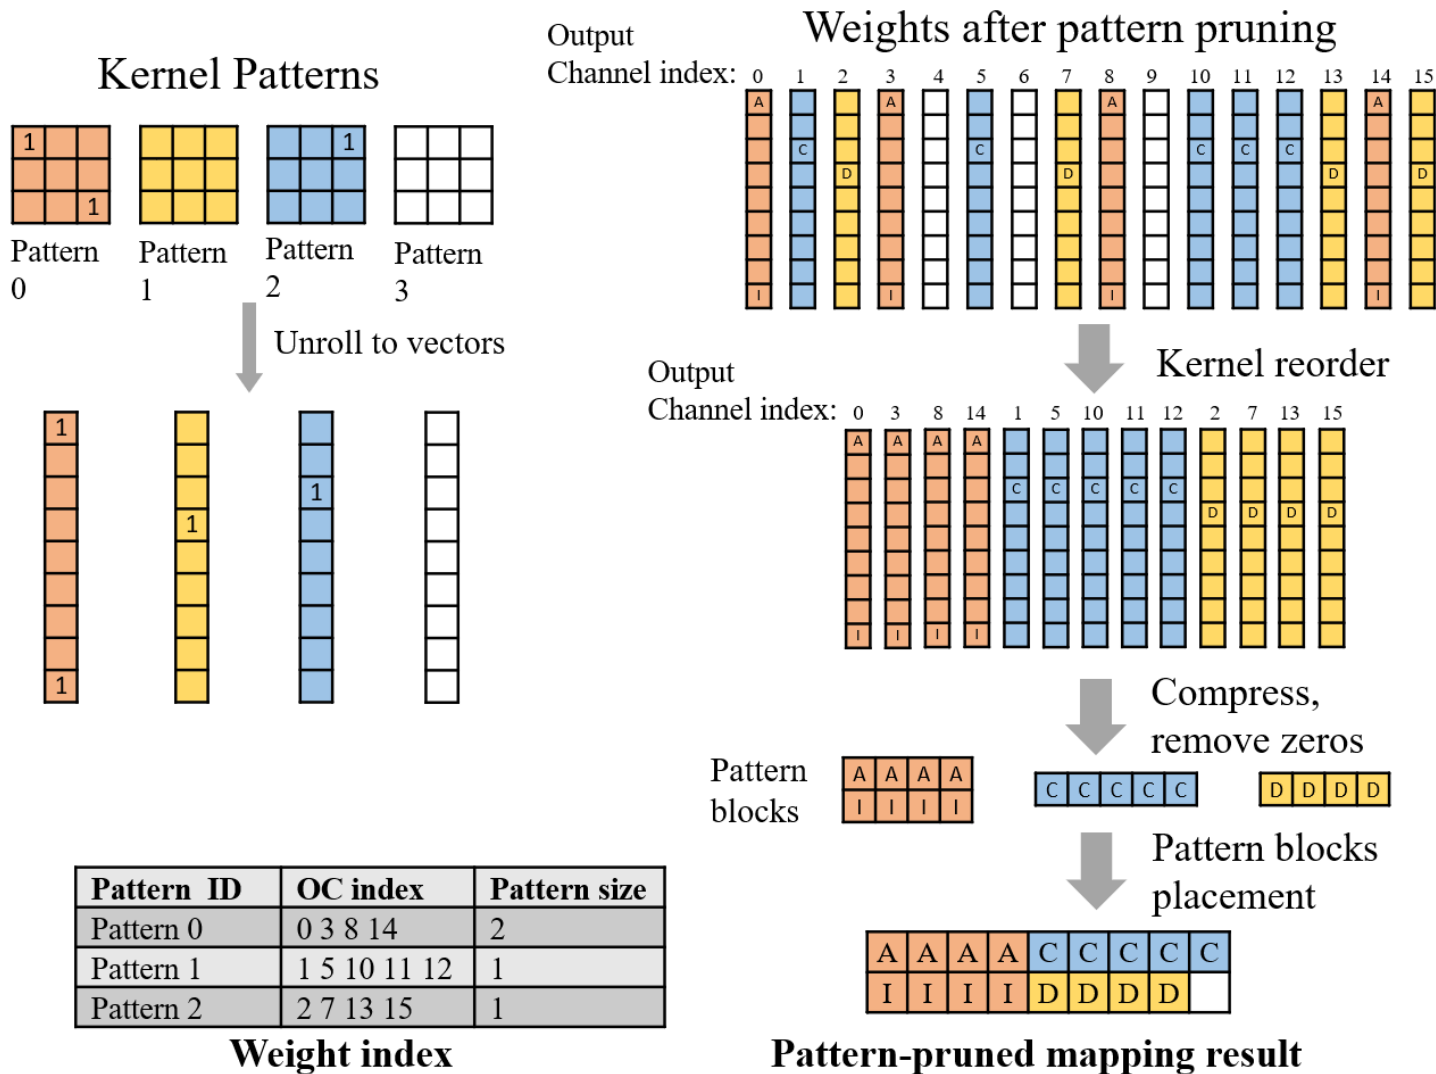 Kernel Patterns
1
1
1
Pattern 0
Pattern 1
Pattern 2
Pattern 3
Unroll to vectors
1
1
1
1
Pattern ID OC index Pattern size
Pattern 0 0 3 8 14 2
Pattern 1 1 5 10 11 12 1
Pattern 2 2 7 13 15 1
Weight index
Weights after pattern pruning
Output
Channel index: 0 1 2 3 4 5 6 7 8 9 10 11 12 13 14 15
A A A A
C C C C C
D D D D
I I I I
Kernel reorder
Output
Channel index: 0 3 8 14 1 5 10 11 12 2 7 13 15
A A A A
C C C C C
D D D D
I I I I
Compress,
remove zeros
Pattern
blocks
A A A A
I I I I
C C C C C
D D D D
Pattern blocks
placement
A A A A C C C C C
I I I I D D D D
Pattern-pruned mapping result